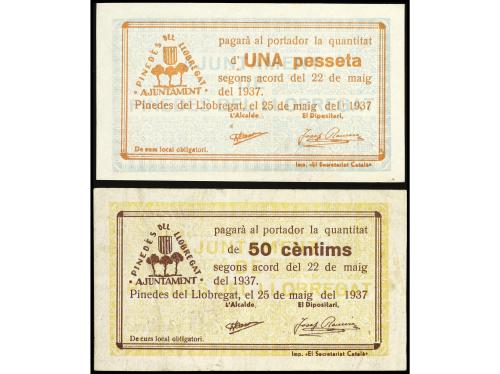 PINEDÈS DEL LLOBREGAT
AJUNTAMENT
pagarà al portador la quantitat
d'UNA pesseta
segons acord del 22 de maig
del 1937.
Pinedes del Llobregat, el 25 de maig del 1937
L'Alcalde, El Dipositari,
De curs local obligatori.
Imp. «El Secretariat Català»
PINEDÈS DEL LLOBREGAT
AJUNTAMENT
pagarà al portador la quantitat
de 50 cèntims
segons acord del 22 de maig
del 1937.
Pinedes del Llobregat, el 25 de maig del 1937
L'Alcalde, El Dipositari,
De curs local obligatori.
Imp. «El Secretariat Català»